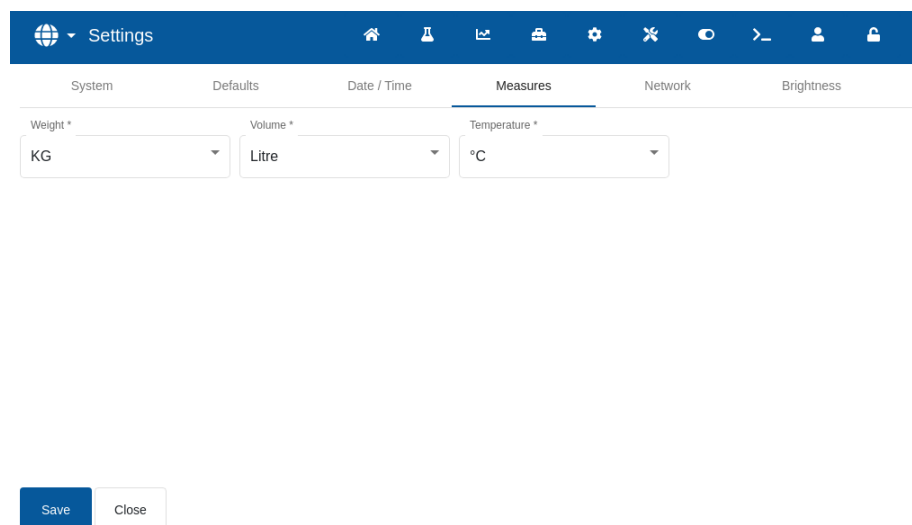 Settings
System Defaults Date / Time Measures Network Brightness
Weight * Volume * Temperature *
KG Litre °C
Save Close